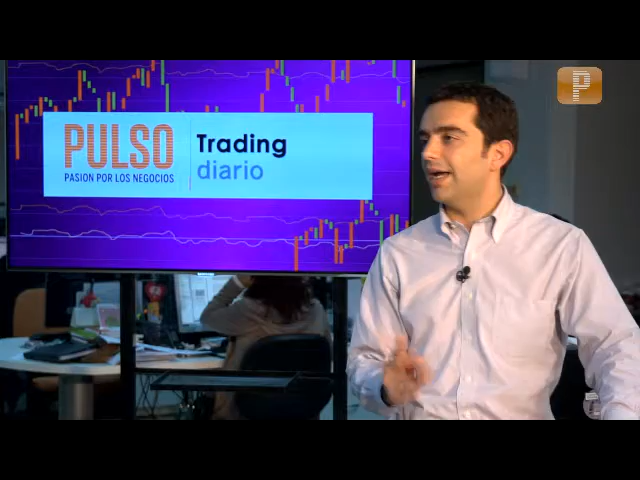 PULSO
PASION POR LOS NEGOCIOS
Trading
diario
P